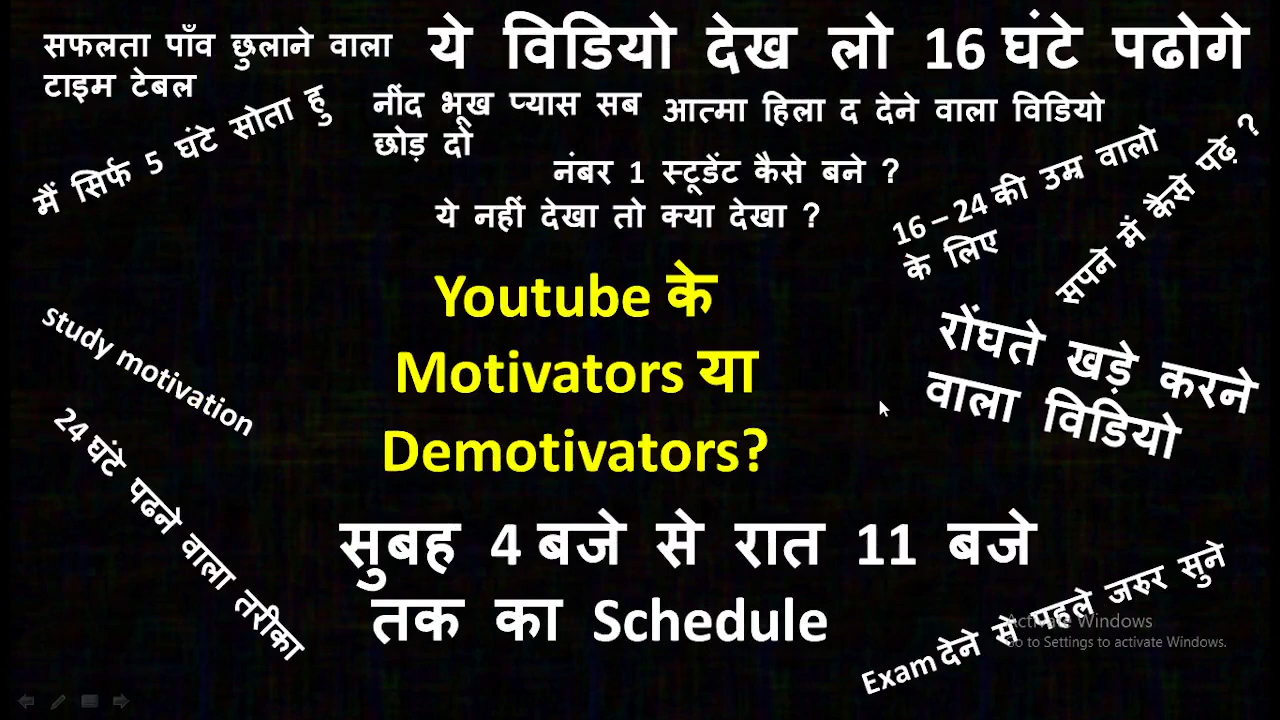 सफलता पाँव छुलाने वाला
टाइम टेबल
ये विडियो देख लो 16 घंटे पढोगे
मैं सिर्फ 5 घंटे सोता हु
नींद भूख प्यास सब
छोड़ दो
आत्मा हिला द देने वाला विडियो
नंबर 1 स्टूडेंट कैसे बने ?
ये नहीं देखा तो क्या देखा ?
16 – 24 की उम्र वालो
के लिए
सपने में कैसे पढ़े ?
Youtube के
Motivators या
Demotivators?
रोंघते खड़े करने
वाला विडियो
study motivation
24 घंटे पढने वाला तरीका
सुबह 4 बजे से रात 11 बजे
तक का Schedule
Exam देने से पहले जरुर सुने
Activate Windows
Go to Settings to activate Windows.